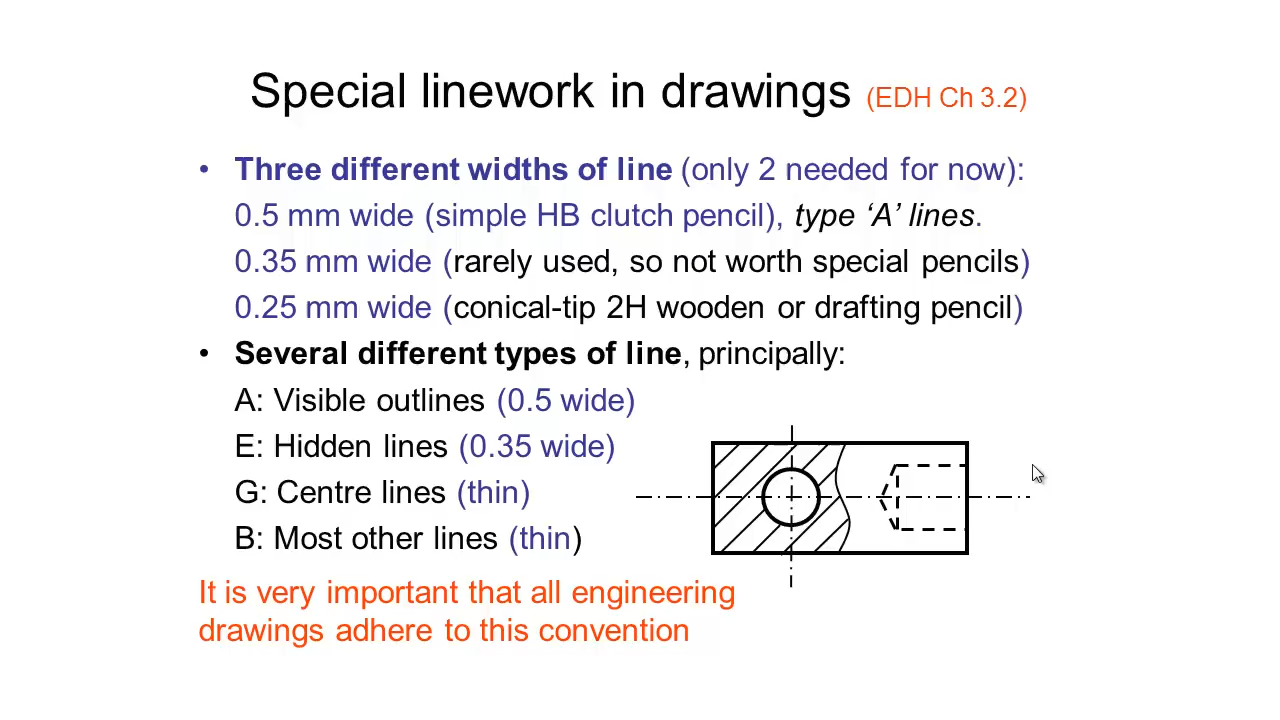 Special linework in drawings (EDH Ch 3.2)
• Three different widths of line (only 2 needed for now):
0.5 mm wide (simple HB clutch pencil), type ‘A’ lines.
0.35 mm wide (rarely used, so not worth special pencils)
0.25 mm wide (conical-tip 2H wooden or drafting pencil)
• Several different types of line, principally:
A: Visible outlines (0.5 wide)
E: Hidden lines (0.35 wide)
G: Centre lines (thin)
B: Most other lines (thin)
It is very important that all engineering
drawings adhere to this convention